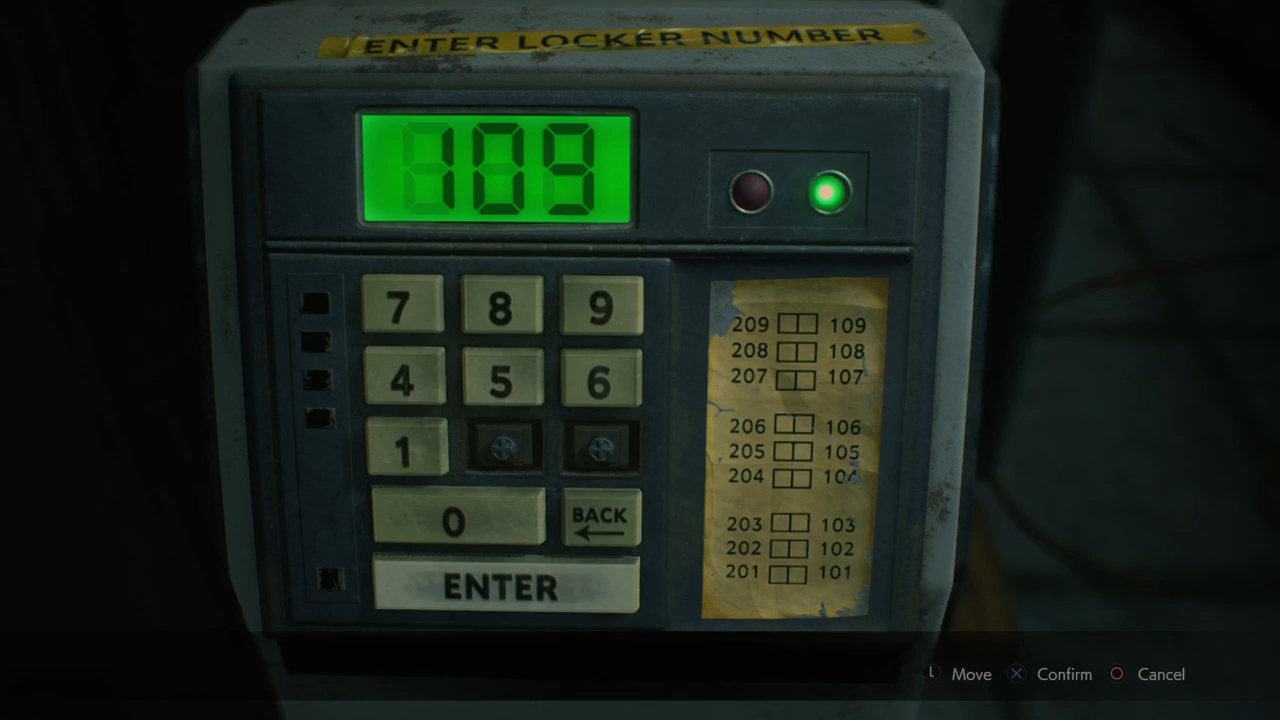 ENTER LOCKER NUMBER
109
7 8 9
4 5 6
1
0 BACK
ENTER
209 109
208 108
207 107
206 106
205 105
204 104
203 103
202 102
201 101
L Move Confirm Cancel